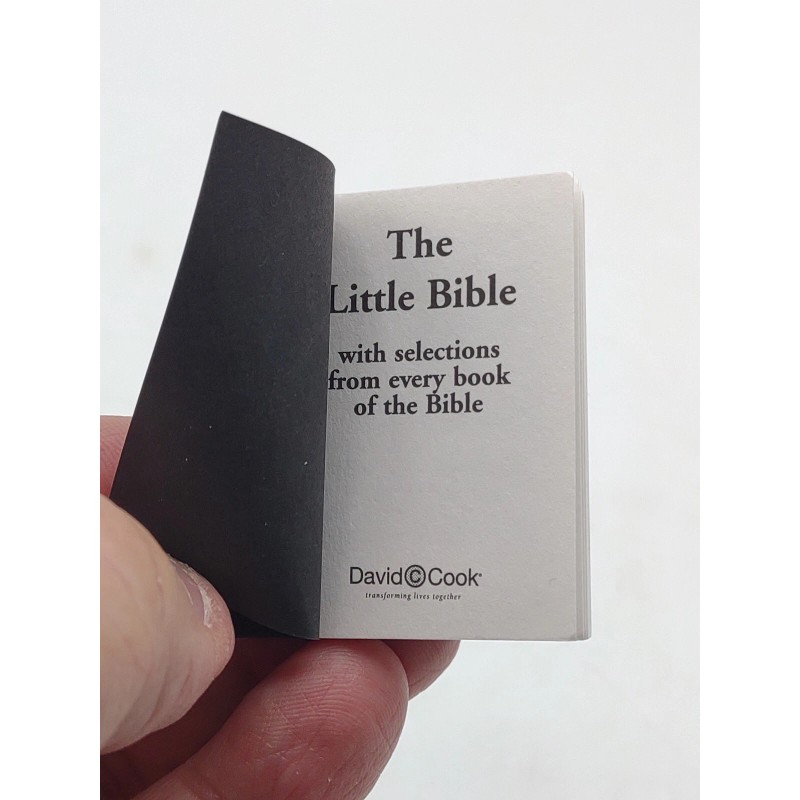 The
Little Bible
with selections
from every book
of the Bible
David C Cook®
transforming lives together